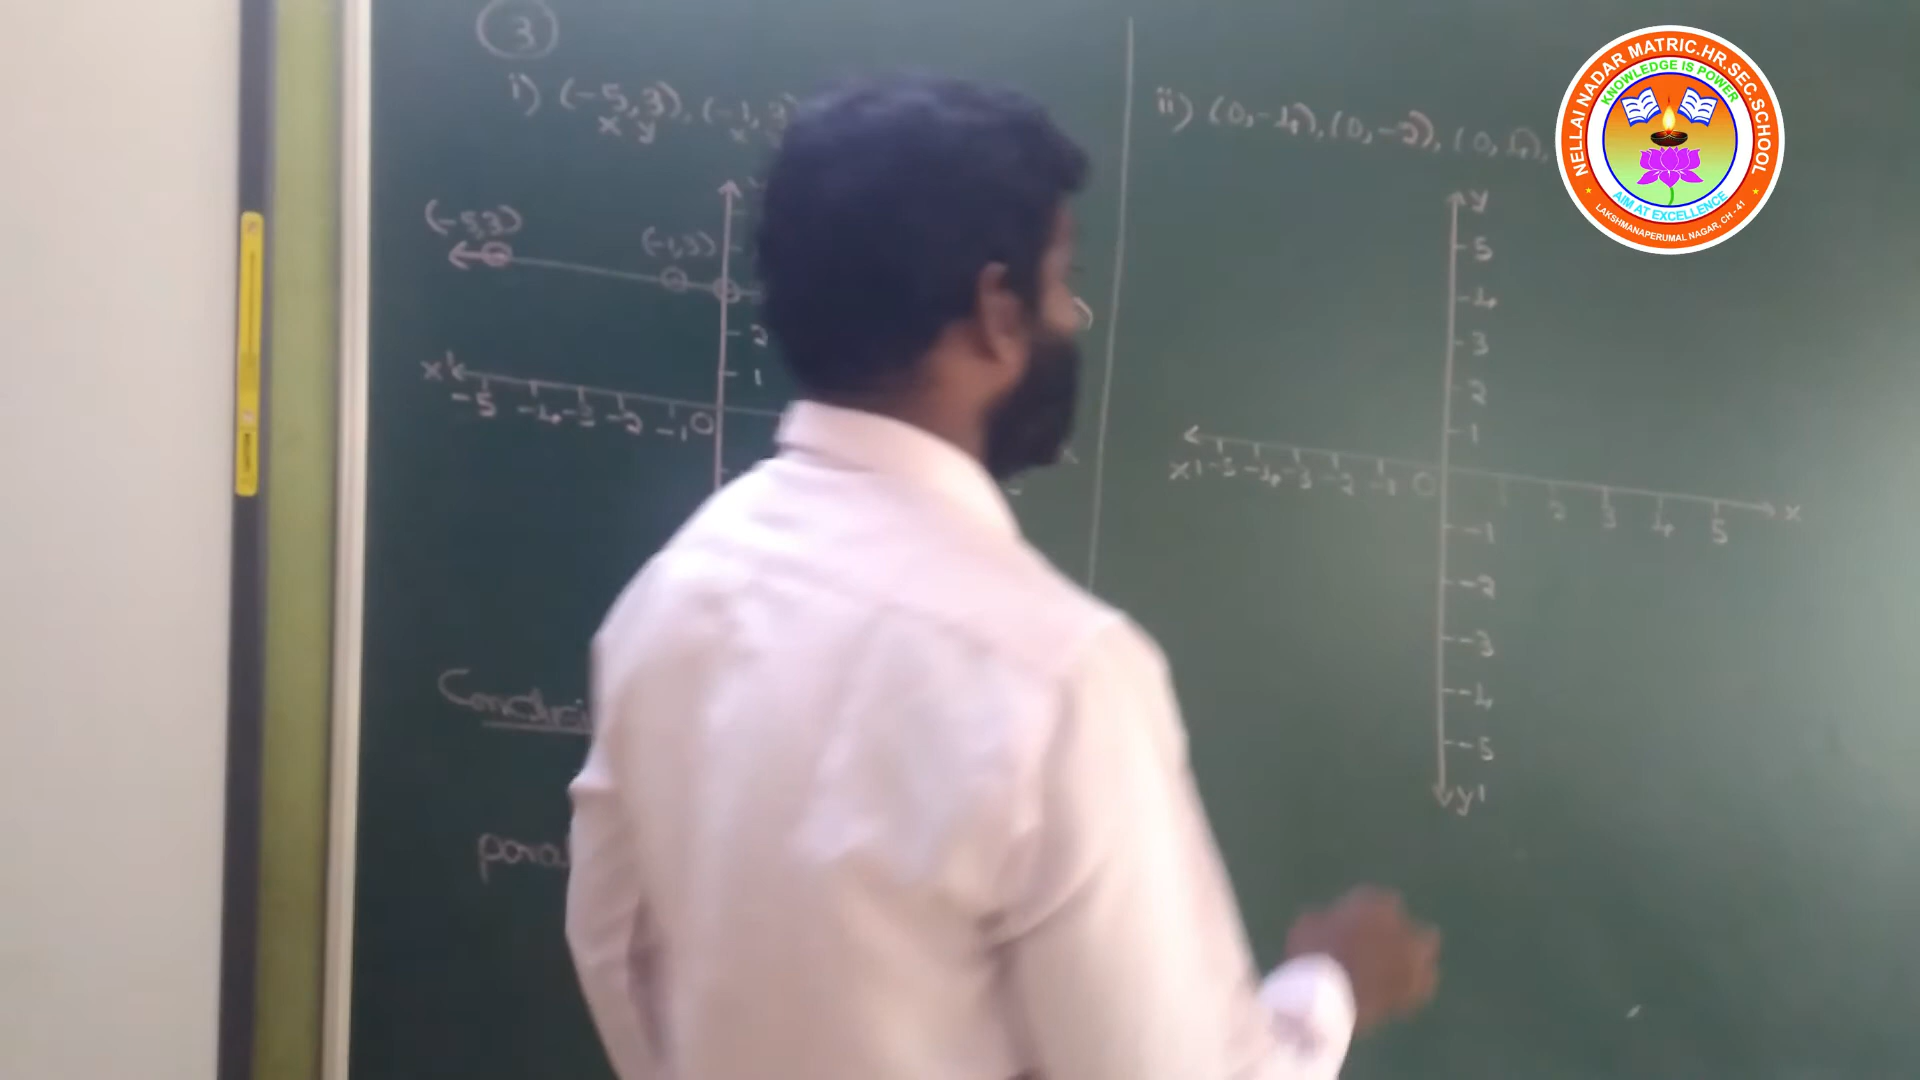 3
i) (-5,3), (-1,3)
x y x
ii) (0,-4), (0,-2), (0,4),
(-5,3)
(-1,3)
2
1
x'
-5 -4 -3 -2 -1 0
y
5
4
3
2
1
x' -5 -4 -3 -2 -1 0 1 2 3 4 5 x
-1
-2
-3
-4
-5
y'
NELLAI NADAR MATRIC.HR.SEC.SCHOOL
KNOWLEDGE IS POWER
AIM AT EXCELLENCE
LAKSHMANAPERUMAL NAGAR, CH - 41